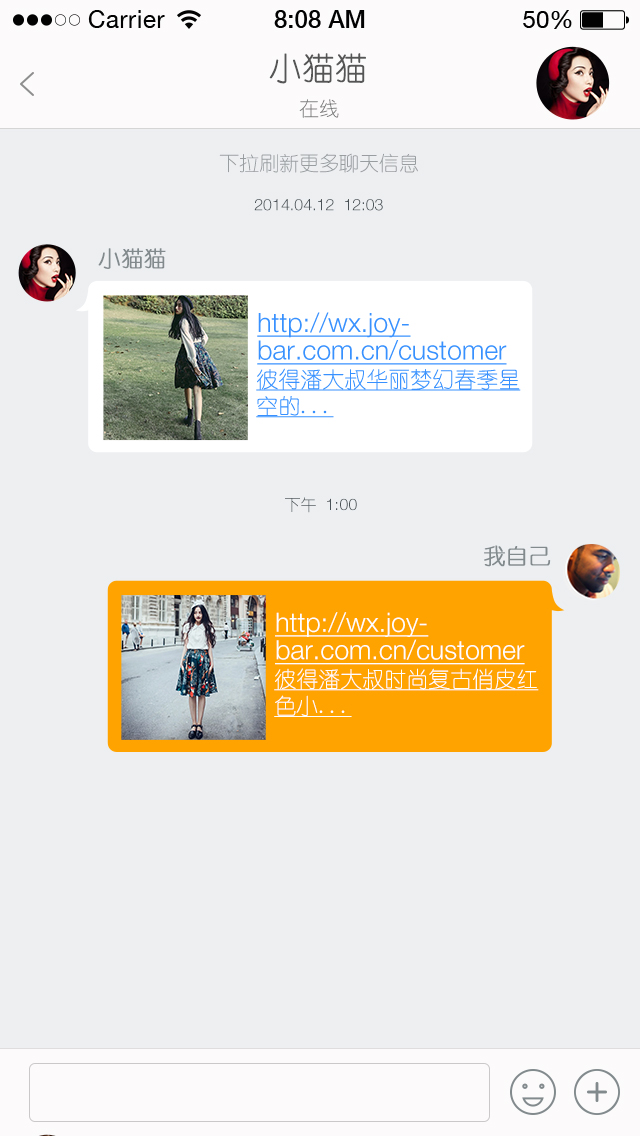 Carrier 8:08 AM 50%
小猫猫
在线
下拉刷新更多聊天信息
2014.04.12 12:03
小猫猫
http://wx.joy-
bar.com.cn/customer
彼得潘大叔华丽梦幻春季星
空的...
下午 1:00
我自己
http://wx.joy-
bar.com.cn/customer
彼得潘大叔时尚复古俏皮红
色小...